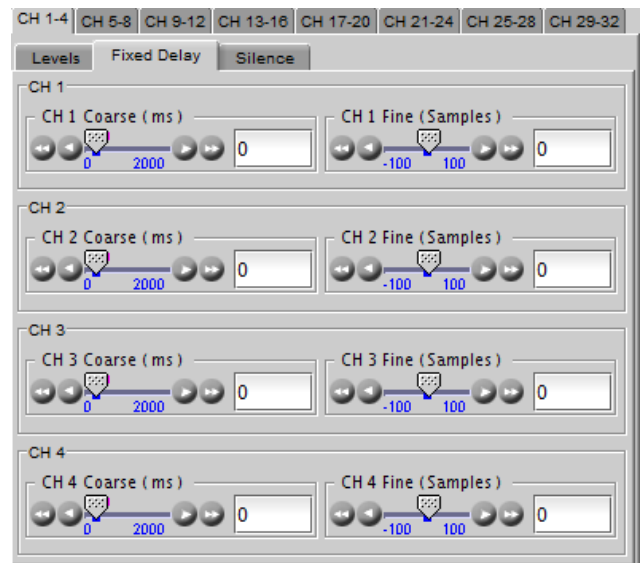 CH 1-4 CH 5-8 CH 9-12 CH 13-16 CH 17-20 CH 21-24 CH 25-28 CH 29-32
Levels Fixed Delay Silence
CH 1
CH 1 Coarse ( ms ) CH 1 Fine ( Samples )
0 0
0 2000 -100 100
CH 2
CH 2 Coarse ( ms ) CH 2 Fine ( Samples )
0 0
0 2000 -100 100
CH 3
CH 3 Coarse ( ms ) CH 3 Fine ( Samples )
0 0
0 2000 -100 100
CH 4
CH 4 Coarse ( ms ) CH 4 Fine ( Samples )
0 0
0 2000 -100 100